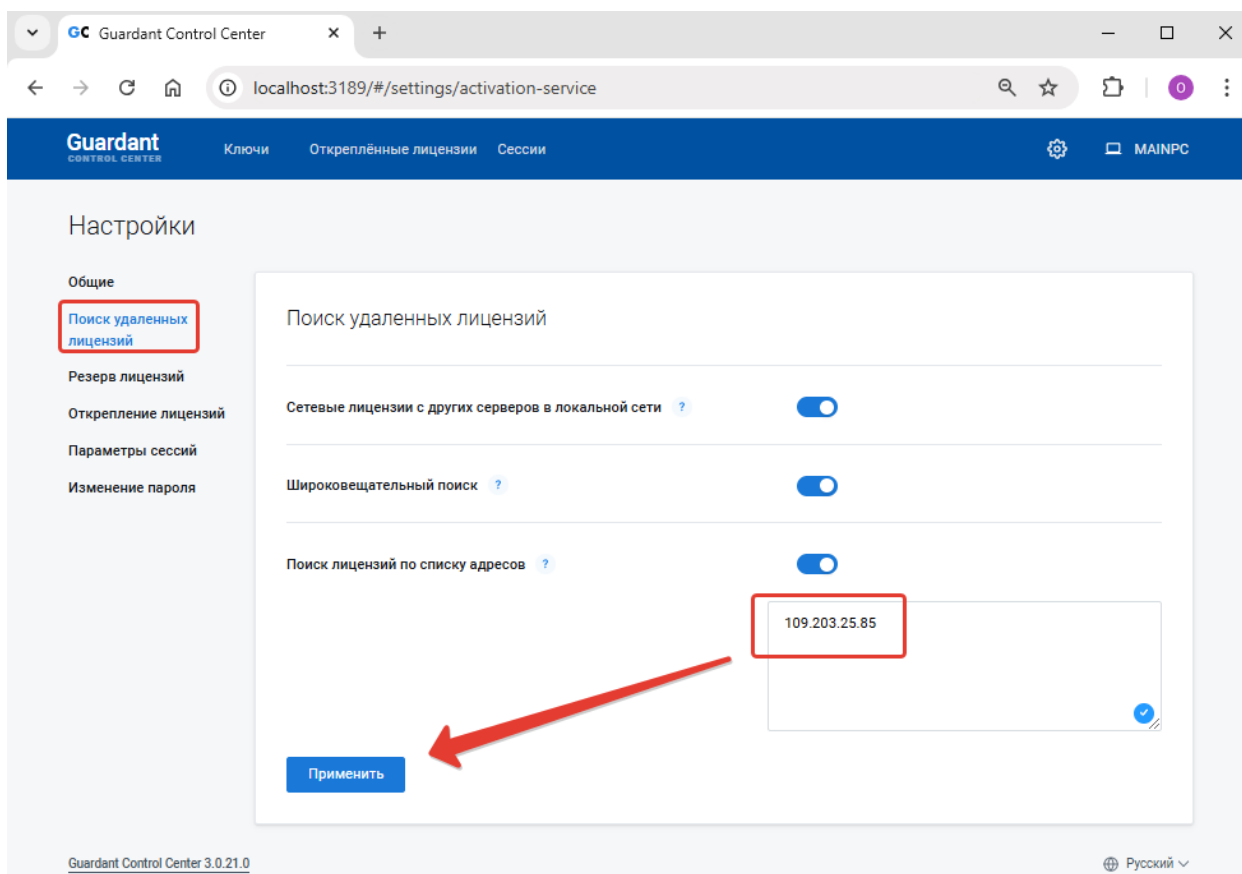 GC Guardant Control Center
localhost:3189/#/settings/activation-service
O
Guardant
CONTROL CENTER
Ключи
Откреплённые лицензии
Сессии
MAINPC
Настройки
Общие
Поиск удаленных
лицензий
Резерв лицензий
Открепление лицензий
Параметры сессий
Изменение пароля
Поиск удаленных лицензий
Сетевые лицензии с других серверов в локальной сети ?
Широковещательный поиск ?
Поиск лицензий по списку адресов ?
109.203.25.85
Применить
Guardant Control Center 3.0.21.0
Русский